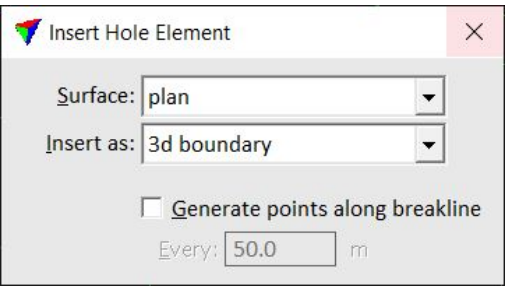 Insert Hole Element
Surface: plan
Insert as: 3d boundary
Generate points along breakline
Every: 50.0 m